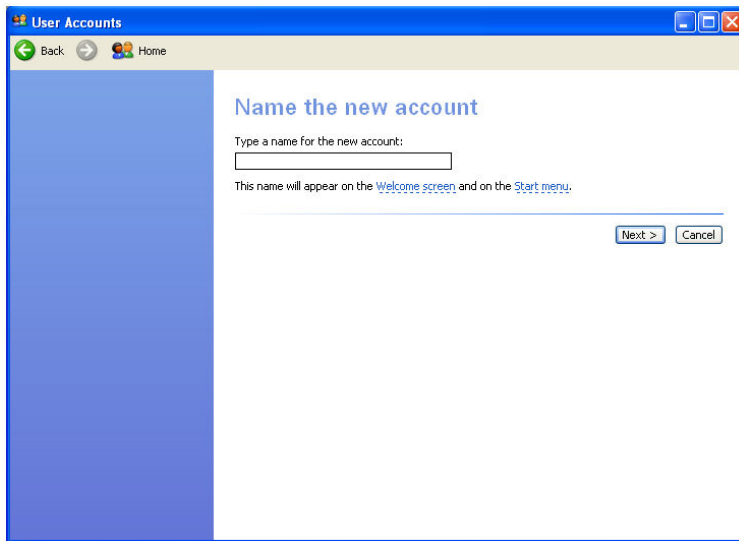 User Accounts
Back Home
Name the new account
Type a name for the new account:
This name will appear on the Welcome screen and on the Start menu.
Next > Cancel